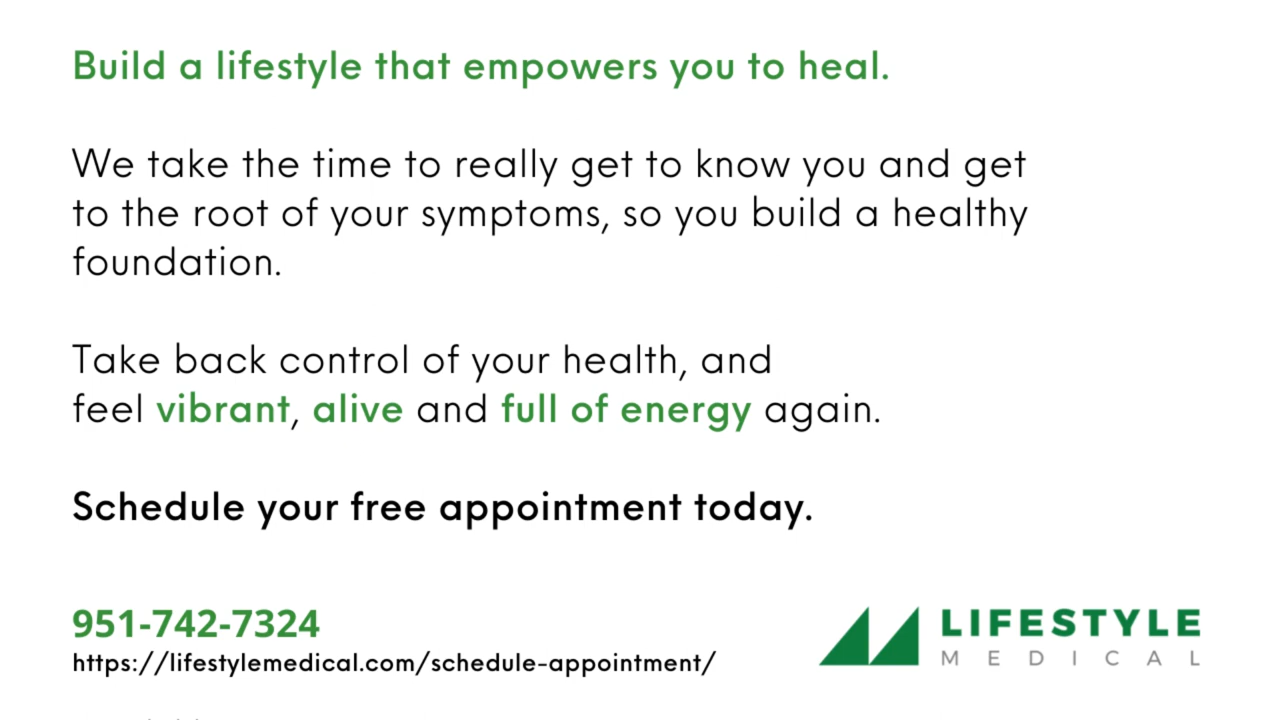 Build a lifestyle that empowers you to heal.
We take the time to really get to know you and get
to the root of your symptoms, so you build a healthy
foundation.
Take back control of your health, and
feel vibrant, alive and full of energy again.
Schedule your free appointment today.
951-742-7324
https://lifestylemedical.com/schedule-appointment/
LIFESTYLE
MEDICAL